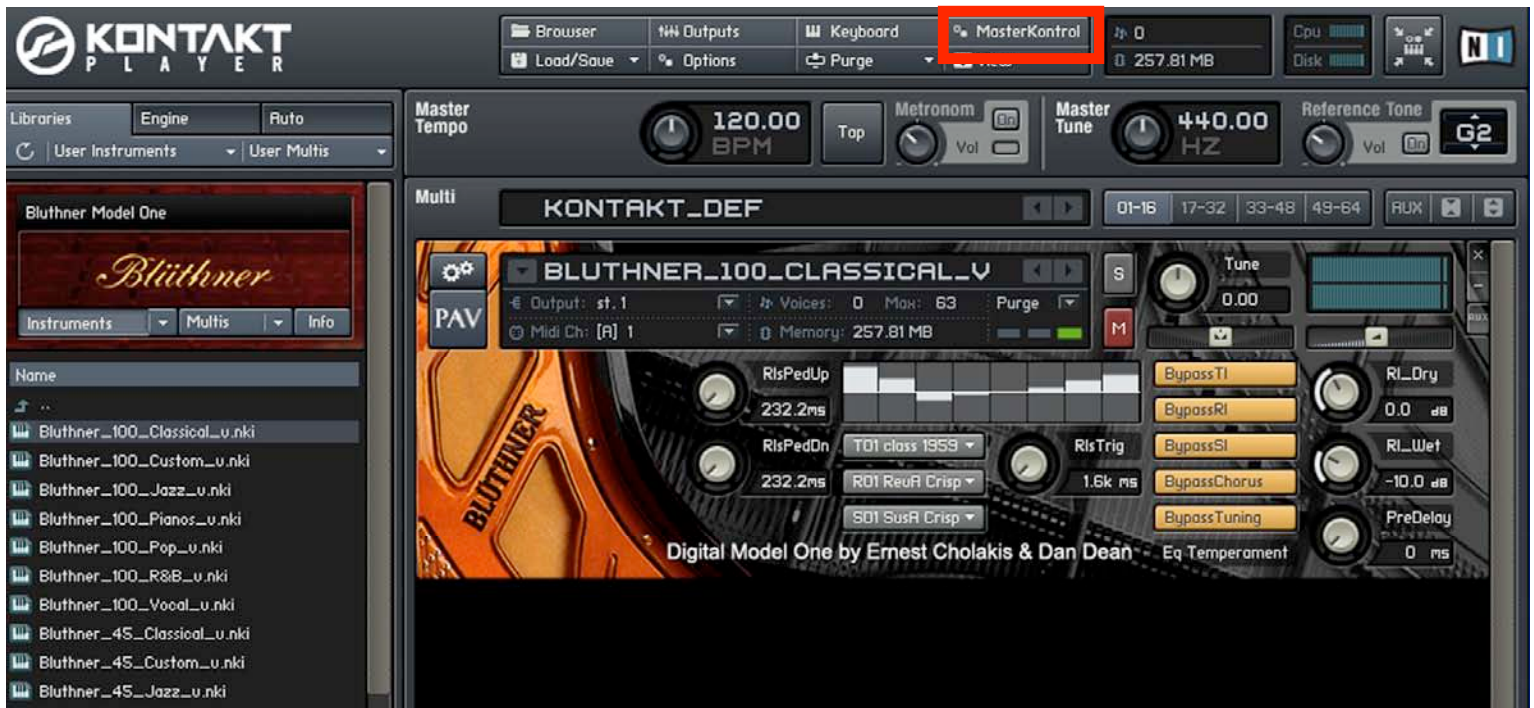 KONTAKT
PLAYER
Browser
Outputs
Keyboard
MasterKontrol
Load/Save
Options
Purge
0
257.81 MB
Cpu
Disk
NI
Libraries
Engine
Auto
User Instruments
User Multis
Master
Tempo
120.00
BPM
Tap
Metronom
On
Vol
Master
Tune
440.00
HZ
Reference Tone
Vol
On
G2
Bluthner Model One
Blüthner
Instruments
Multis
Info
Name
..
Bluthner_100_Classical_v.nki
Bluthner_100_Custom_v.nki
Bluthner_100_Jazz_v.nki
Bluthner_100_Pianos_v.nki
Bluthner_100_Pop_v.nki
Bluthner_100_R&B_v.nki
Bluthner_100_Vocal_v.nki
Bluthner_45_Classical_v.nki
Bluthner_45_Custom_v.nki
Bluthner_45_Jazz_v.nki
Multi
KONTAKT_DEF
01-16
17-32
33-48
49-64
AUX
PAV
BLUTHNER_100_CLASSICAL_V
Output: st. 1
Voices: 0 Max: 63
Purge
Midi Ch: [A] 1
Memory: 257.81 MB
S
M
Tune
0.00
AUX
BLUTHNER
RlsPedUp
232.2ms
RlsPedDn
232.2ms
T01 class 1959
R01 RevA Crisp
S01 SusA Crisp
RlsTrig
1.6k ms
BypassTI
BypassRI
BypassSI
BypassChorus
BypassTuning
Eq Temperament
RI_Dry
0.0 dB
RI_Wet
-10.0 dB
PreDelay
0 ms
Digital Model One by Ernest Cholakis & Dan Dean